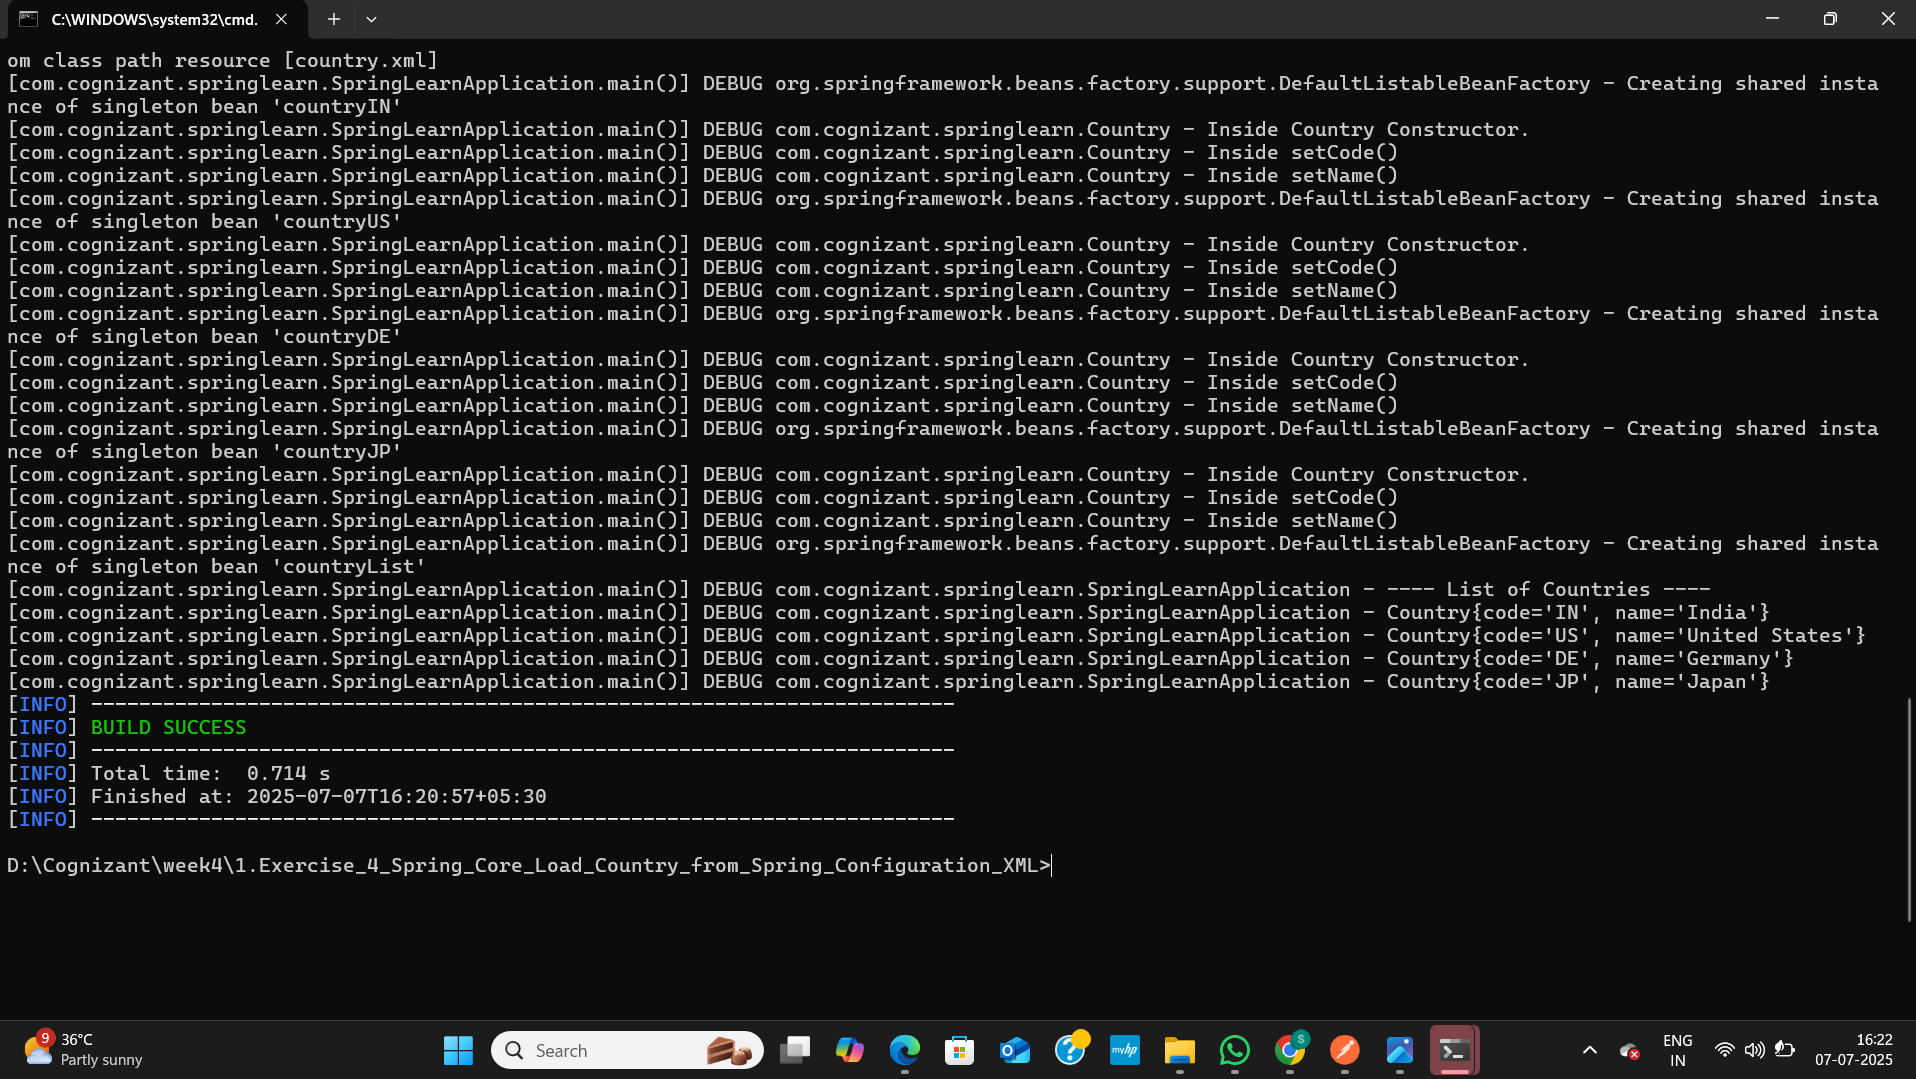 C:\WINDOWS\system32\cmd.
om class path resource [country.xml]
[com.cognizant.springlearn.SpringLearnApplication.main()] DEBUG org.springframework.beans.factory.support.DefaultListableBeanFactory - Creating shared insta
nce of singleton bean 'countryIN'
[com.cognizant.springlearn.SpringLearnApplication.main()] DEBUG com.cognizant.springlearn.Country - Inside Country Constructor.
[com.cognizant.springlearn.SpringLearnApplication.main()] DEBUG com.cognizant.springlearn.Country - Inside setCode()
[com.cognizant.springlearn.SpringLearnApplication.main()] DEBUG com.cognizant.springlearn.Country - Inside setName()
[com.cognizant.springlearn.SpringLearnApplication.main()] DEBUG org.springframework.beans.factory.support.DefaultListableBeanFactory - Creating shared insta
nce of singleton bean 'countryUS'
[com.cognizant.springlearn.SpringLearnApplication.main()] DEBUG com.cognizant.springlearn.Country - Inside Country Constructor.
[com.cognizant.springlearn.SpringLearnApplication.main()] DEBUG com.cognizant.springlearn.Country - Inside setCode()
[com.cognizant.springlearn.SpringLearnApplication.main()] DEBUG com.cognizant.springlearn.Country - Inside setName()
[com.cognizant.springlearn.SpringLearnApplication.main()] DEBUG org.springframework.beans.factory.support.DefaultListableBeanFactory - Creating shared insta
nce of singleton bean 'countryDE'
[com.cognizant.springlearn.SpringLearnApplication.main()] DEBUG com.cognizant.springlearn.Country - Inside Country Constructor.
[com.cognizant.springlearn.SpringLearnApplication.main()] DEBUG com.cognizant.springlearn.Country - Inside setCode()
[com.cognizant.springlearn.SpringLearnApplication.main()] DEBUG com.cognizant.springlearn.Country - Inside setName()
[com.cognizant.springlearn.SpringLearnApplication.main()] DEBUG org.springframework.beans.factory.support.DefaultListableBeanFactory - Creating shared insta
nce of singleton bean 'countryJP'
[com.cognizant.springlearn.SpringLearnApplication.main()] DEBUG com.cognizant.springlearn.Country - Inside Country Constructor.
[com.cognizant.springlearn.SpringLearnApplication.main()] DEBUG com.cognizant.springlearn.Country - Inside setCode()
[com.cognizant.springlearn.SpringLearnApplication.main()] DEBUG com.cognizant.springlearn.Country - Inside setName()
[com.cognizant.springlearn.SpringLearnApplication.main()] DEBUG org.springframework.beans.factory.support.DefaultListableBeanFactory - Creating shared insta
nce of singleton bean 'countryList'
[com.cognizant.springlearn.SpringLearnApplication.main()] DEBUG com.cognizant.springlearn.SpringLearnApplication - ---- List of Countries ----
[com.cognizant.springlearn.SpringLearnApplication.main()] DEBUG com.cognizant.springlearn.SpringLearnApplication - Country{code='IN', name='India'}
[com.cognizant.springlearn.SpringLearnApplication.main()] DEBUG com.cognizant.springlearn.SpringLearnApplication - Country{code='US', name='United States'}
[com.cognizant.springlearn.SpringLearnApplication.main()] DEBUG com.cognizant.springlearn.SpringLearnApplication - Country{code='DE', name='Germany'}
[com.cognizant.springlearn.SpringLearnApplication.main()] DEBUG com.cognizant.springlearn.SpringLearnApplication - Country{code='JP', name='Japan'}
[INFO] ------------------------------------------------------------------------
[INFO] BUILD SUCCESS
[INFO] ------------------------------------------------------------------------
[INFO] Total time:  0.714 s
[INFO] Finished at: 2025-07-07T16:20:57+05:30
[INFO] ------------------------------------------------------------------------
D:\Cognizant\week4\1.Exercise_4_Spring_Core_Load_Country_from_Spring_Configuration_XML>
9
36°C
Partly sunny
Search
myhp
S
ENG
IN
16:22
07-07-2025